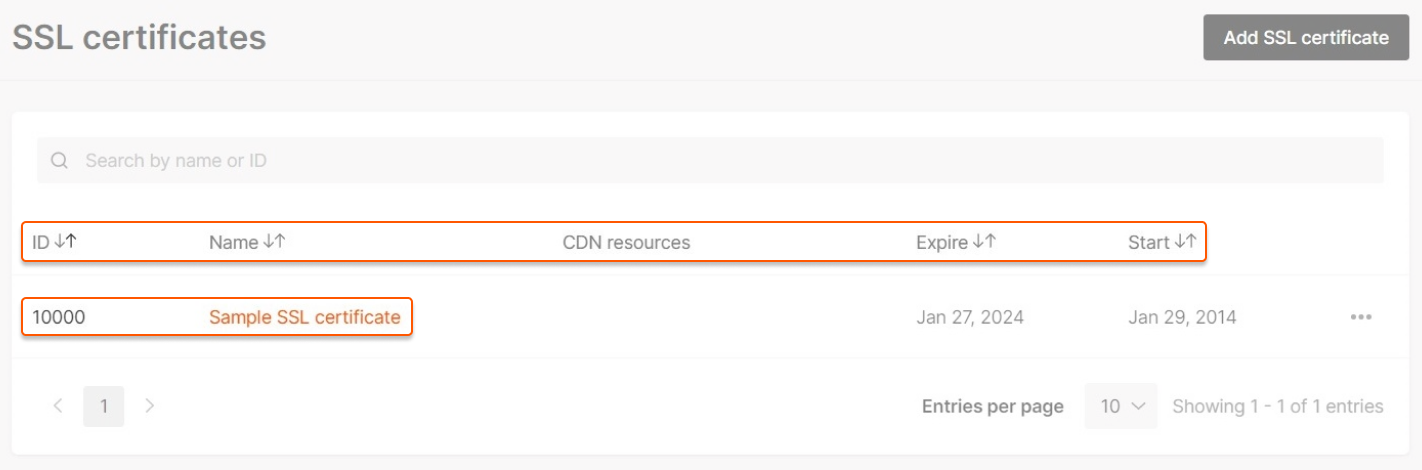 SSL certificates
Add SSL certificate
Search by name or ID
ID Name CDN resources Expire Start
10000 Sample SSL certificate Jan 27, 2024 Jan 29, 2014
1 Entries per page 10 Showing 1 - 1 of 1 entries